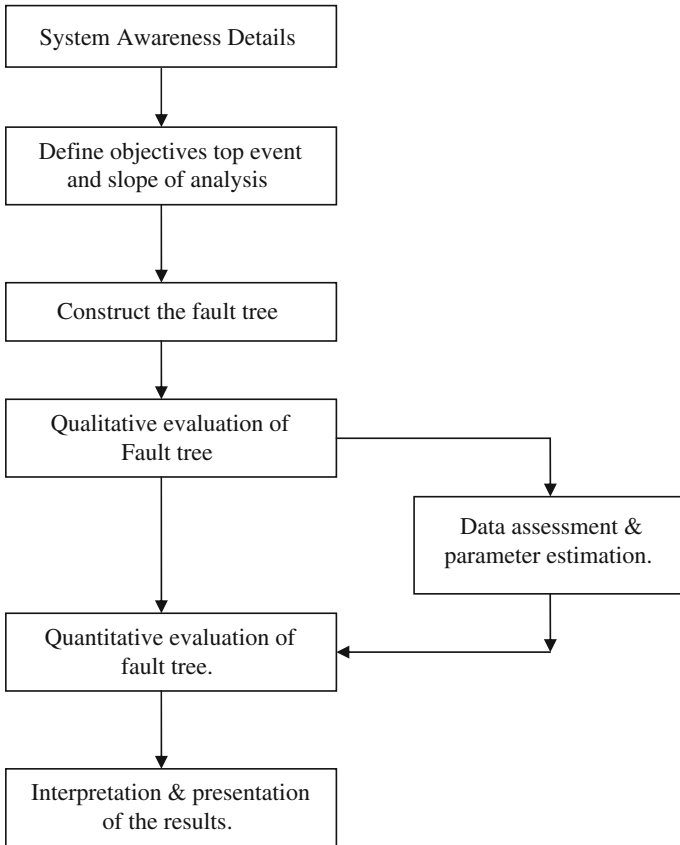 System Awareness Details
Define objectives top event
and slope of analysis
Construct the fault tree
Qualitative evaluation of
Fault tree
Data assessment &
parameter estimation.
Quantitative evaluation of
fault tree.
Interpretation & presentation
of the results.